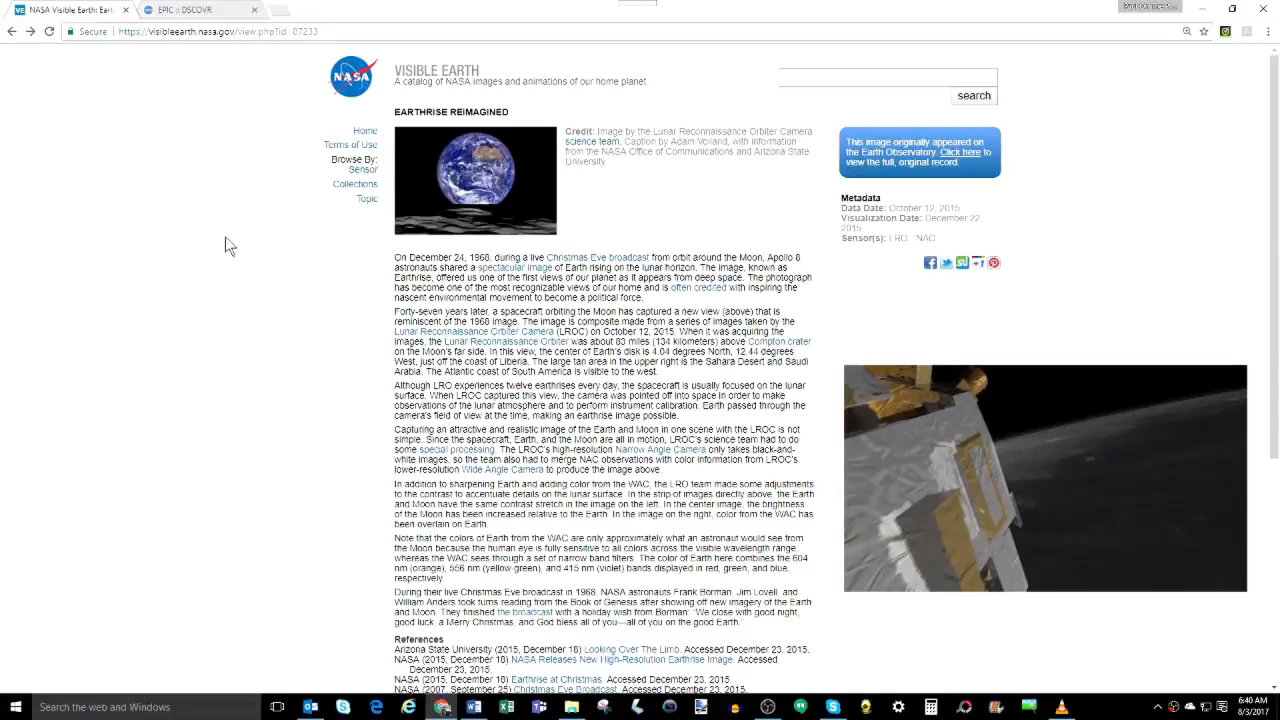 NASA Visible Earth: Eart
EPIC :: DSCOVR
Secure
https://visibleearth.nasa.gov/view.php?id=87233
NASA
VISIBLE EARTH
A catalog of NASA images and animations of our home planet
search
EARTHRISE REIMAGINED
Home
Terms of Use
Browse By:
Sensor
Collections
Topic
Credit: Image by the Lunar Reconnaissance Orbiter Camera
science team. Caption by Adam Voiland, with information
from the NASA Office of Communications and Arizona State
University.
This image originally appeared on
the Earth Observatory. Click here to
view the full, original record.
Metadata
Data Date: October 12, 2015
Visualization Date: December 22
2015
Sensor(s): LRO - NAC
On December 24, 1968, during a live Christmas Eve broadcast from orbit around the Moon, Apollo 8
astronauts shared a spectacular image of Earth rising on the lunar horizon. The image, known as
Earthrise, offered us one of the first views of our planet as it appears from deep space. The photograph
has become one of the most recognizable views of our home and is often credited with inspiring the
nascent environmental movement to become a political force.
Forty-seven years later, a spacecraft orbiting the Moon has captured a new view (above) that is
reminiscent of the 1968 image. The image is composite made from a series of images taken by the
Lunar Reconnaissance Orbiter Camera (LROC) on October 12, 2015. When it was acquiring the
images, the Lunar Reconnaissance Orbiter was about 83 miles (134 kilometers) above Compton crater
on the Moon's far side. In this view, the center of Earth's disk is 4.04 degrees North, 12.44 degrees
West, just off the coast of Liberia. The large tan area in the upper right is the Sahara Desert and Saudi
Arabia. The Atlantic coast of South America is visible to the west.
Although LRO experiences twelve earthrises every day, the spacecraft is usually focused on the lunar
surface. When LROC captured this view, the camera was pointed off into space in order to make
observations of the lunar atmosphere and to perform instrument calibration. Earth passed through the
camera's field of view at the time, making an earthrise image possible.
Capturing an attractive and realistic image of the Earth and Moon in one scene with the LROC is not
simple. Since the spacecraft, Earth, and the Moon are all in motion, LROC's science team had to do
some special processing. The LROC's high-resolution Narrow Angle Camera only takes black-and-
white images, so the team also had to merge NAC observations with color information from LROC's
lower-resolution Wide Angle Camera to produce the image above.
In addition to sharpening Earth and adding color from the WAC, the LRO team made some adjustments
to the contrast to accentuate details on the lunar surface. In the strip of images directly above, the Earth
and Moon have the same contrast stretch in the image on the left. In the center image, the brightness
of the Moon has been increased relative to the Earth. In the image on the right, color from the WAC has
been overlain on Earth.
Note that the colors of Earth from the WAC are only approximately what an astronaut would see from
the Moon because the human eye is fully sensitive to all colors across the visible wavelength range,
whereas the WAC sees through a set of narrow band filters. The color of Earth here combines the 604
nm (orange), 556 nm (yellow-green), and 415 nm (violet) bands displayed in red, green, and blue,
respectively.
During their live Christmas Eve broadcast in 1968, NASA astronauts Frank Borman, Jim Lovell, and
William Anders took turns reading from the Book of Genesis after showing off new imagery of the Earth
and Moon. They finished the broadcast with a holiday wish from Borman: "We close with good night,
good luck, a Merry Christmas, and God bless all of you—all of you on the good Earth."
References
Arizona State University (2015, December 18) Looking Over The Limb. Accessed December 23, 2015.
NASA (2015, December 18) NASA Releases New High-Resolution Earthrise Image. Accessed
December 23, 2015.
NASA (2015, December 18) Earthrise at Christmas. Accessed December 23, 2015.
NASA (2007, September 25) Christmas Eve Broadcast. Accessed December 23, 2015.
Search the web and Windows
6:40 AM
8/3/2017